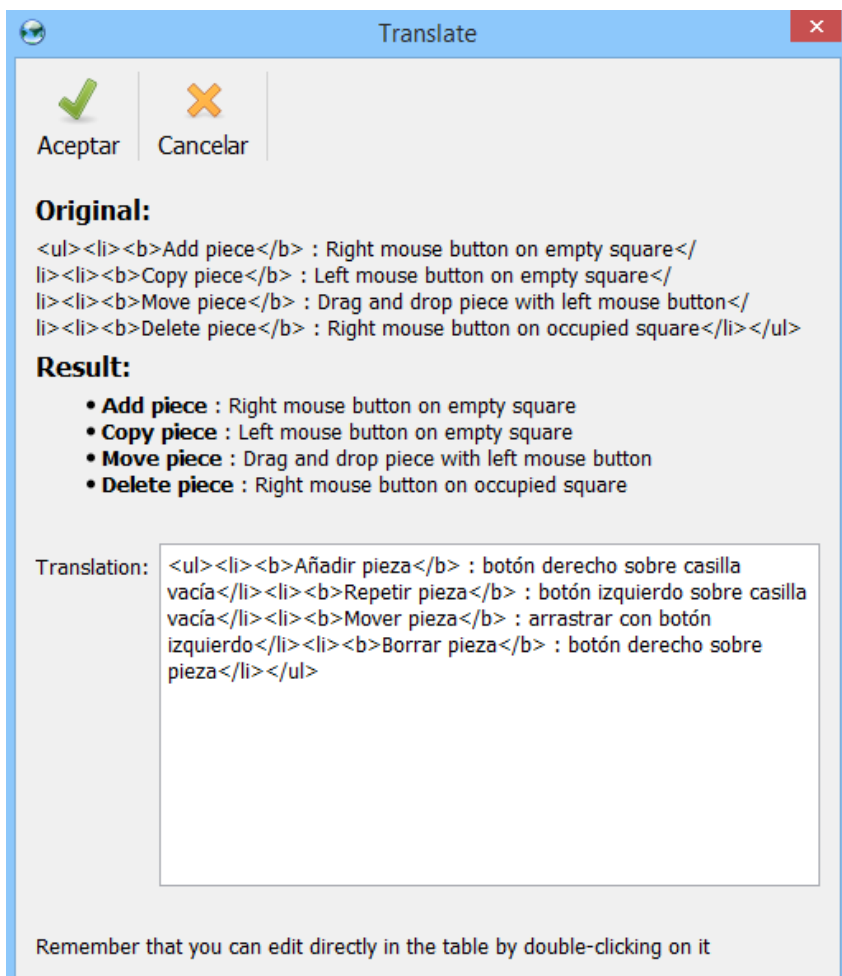 Translate
Aceptar Cancelar
Original:
<ul><li><b>Add piece</b> : Right mouse button on empty square</
li><li><b>Copy piece</b> : Left mouse button on empty square</
li><li><b>Move piece</b> : Drag and drop piece with left mouse button</
li><li><b>Delete piece</b> : Right mouse button on occupied square</li></ul>
Result:
• Add piece : Right mouse button on empty square
• Copy piece : Left mouse button on empty square
• Move piece : Drag and drop piece with left mouse button
• Delete piece : Right mouse button on occupied square
Translation: <ul><li><b>Añadir pieza</b> : botón derecho sobre casilla
vacía</li><li><b>Repetir pieza</b> : botón izquierdo sobre casilla
vacía</li><li><b>Mover pieza</b> : arrastrar con botón
izquierdo</li><li><b>Borrar pieza</b> : botón derecho sobre
pieza</li></ul>
Remember that you can edit directly in the table by double-clicking on it